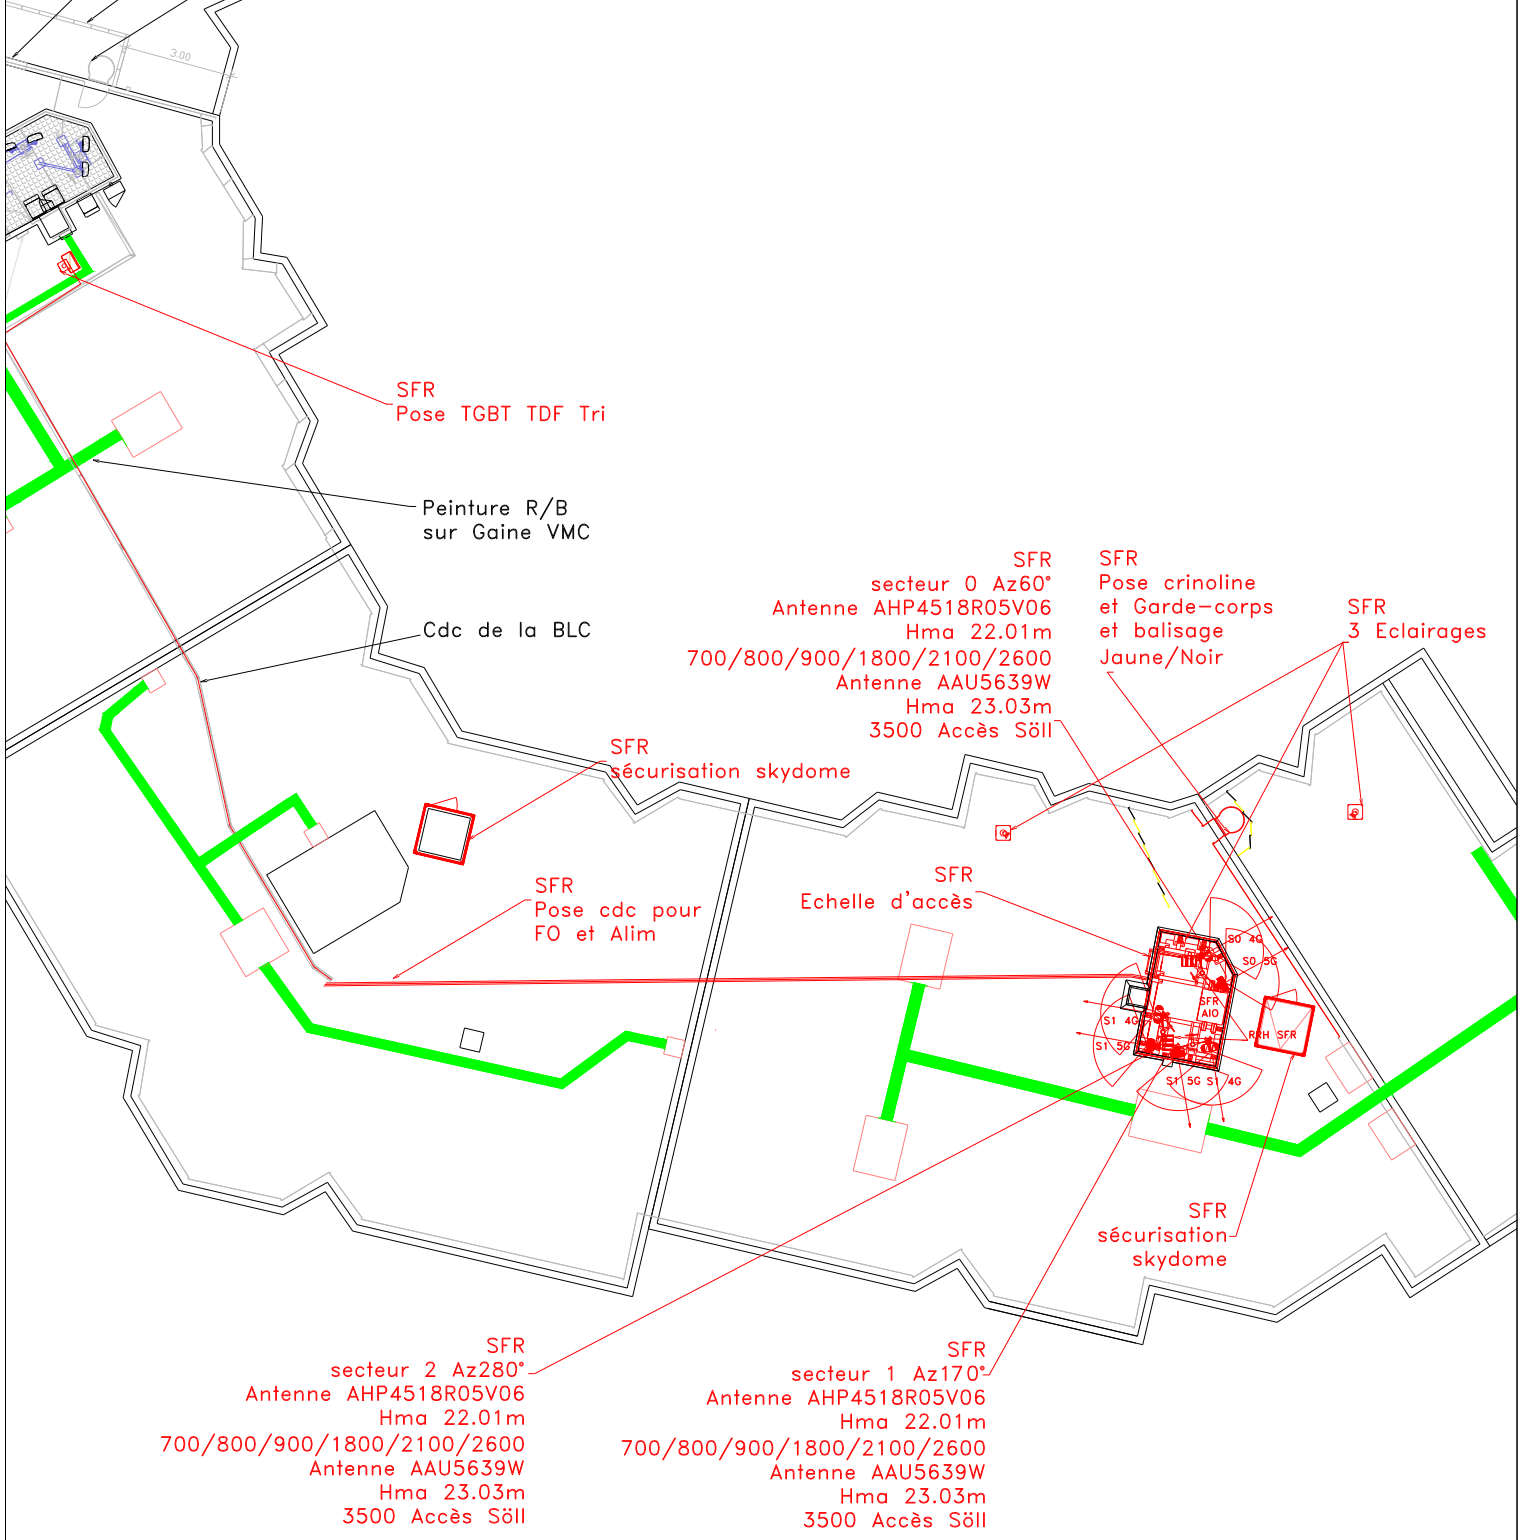 3.00
SFR
Pose TGBT TDF Tri
Peinture R/B
sur Gaine VMC
SFR
secteur 0 Az60°
Antenne AHP4518R05V06
Hma 22.01m
700/800/900/1800/2100/2600
Antenne AAU5639W
Hma 23.03m
3500 Accès Söll
SFR
Pose crinoline
et Garde-corps
et balisage
Jaune/Noir
SFR
3 Eclairages
Cdc de la BLC
SFR
sécurisation skydome
SFR
Echelle d'accès
SFR
Pose cdc pour
FO et Alim
S0 4G
S0 5G
SFR
AIO
S1 4G
RRH SFR
S1 5G
S1 5G
S1 4G
SFR
sécurisation
skydome
SFR
secteur 2 Az280°
Antenne AHP4518R05V06
Hma 22.01m
700/800/900/1800/2100/2600
Antenne AAU5639W
Hma 23.03m
3500 Accès Söll
SFR
secteur 1 Az170°
Antenne AHP4518R05V06
Hma 22.01m
700/800/900/1800/2100/2600
Antenne AAU5639W
Hma 23.03m
3500 Accès Söll